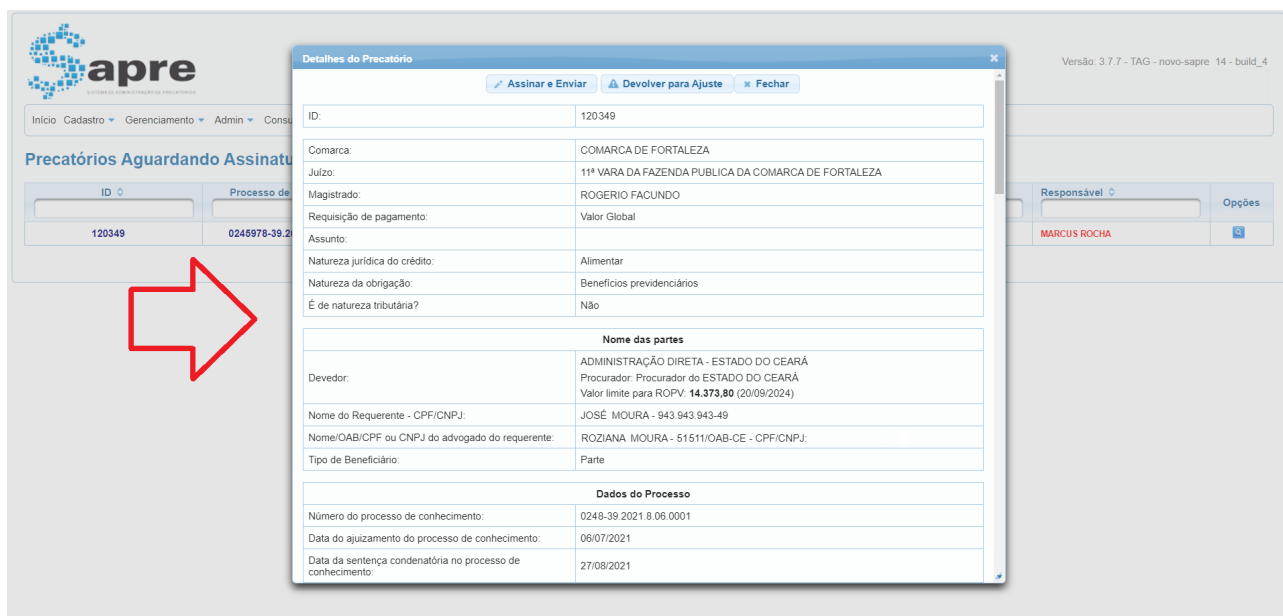 Sapre
SISTEMA DE ADMINISTRAÇÃO DE PRECATÓRIOS
Versão: 3.7.7 - TAG - novo-sapre 14 - build_4
Início Cadastro Gerenciamento Admin Consu
Precatórios Aguardando Assinatu
ID
Processo de
Responsável
Opções
120349
0245978-39.20
MARCUS ROCHA
Detalhes do Precatório
Assinar e Enviar
Devolver para Ajuste
Fechar
ID: 120349
Comarca: COMARCA DE FORTALEZA
Juízo: 11ª VARA DA FAZENDA PUBLICA DA COMARCA DE FORTALEZA
Magistrado: ROGERIO FACUNDO
Requisição de pagamento: Valor Global
Assunto:
Natureza jurídica do crédito: Alimentar
Natureza da obrigação: Benefícios previdenciários
É de natureza tributária? Não
Nome das partes
Devedor: ADMINISTRAÇÃO DIRETA - ESTADO DO CEARÁ
Procurador: Procurador do ESTADO DO CEARÁ
Valor limite para ROPV: 14.373,80 (20/09/2024)
Nome do Requerente - CPF/CNPJ: JOSÉ MOURA - 943.943.943-49
Nome/OAB/CPF ou CNPJ do advogado do requerente: ROZIANA MOURA - 51511/OAB-CE - CPF/CNPJ:
Tipo de Beneficiário: Parte
Dados do Processo
Número do processo de conhecimento: 0248-39.2021.8.06.0001
Data do ajuizamento do processo de conhecimento: 06/07/2021
Data da sentença condenatória no processo de
conhecimento: 27/08/2021